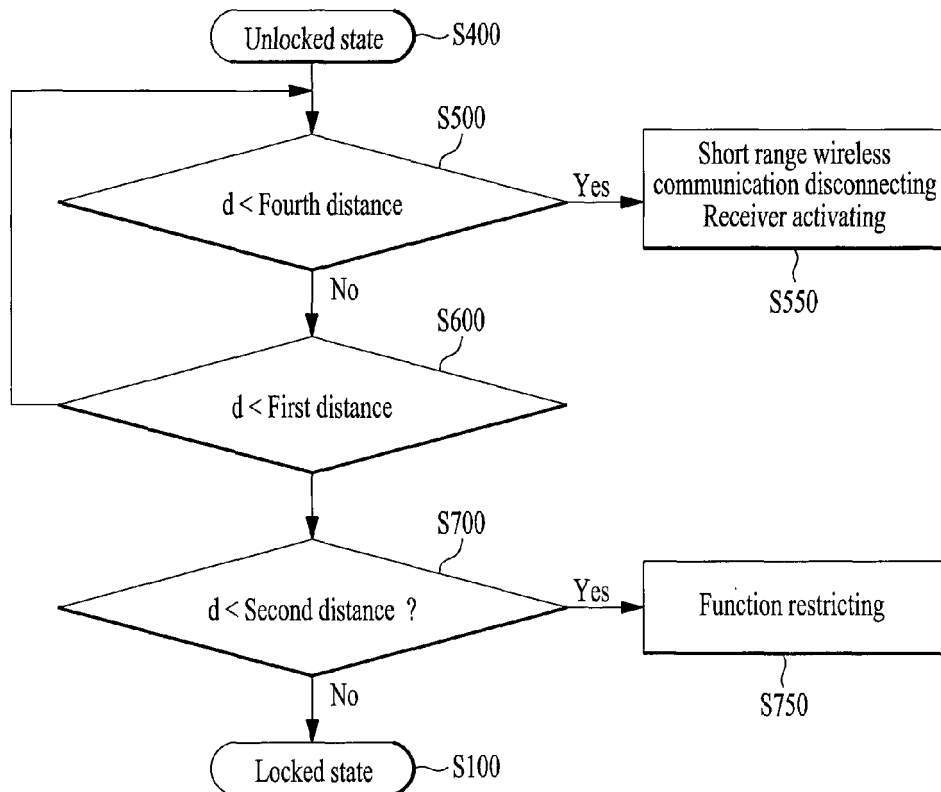 Unlocked state
S400
S500
d < Fourth distance
Yes
Short range wireless
communication disconnecting
Receiver activating
S550
No
S600
d < First distance
S700
d < Second distance ?
Yes
Function restricting
S750
No
Locked state
S100